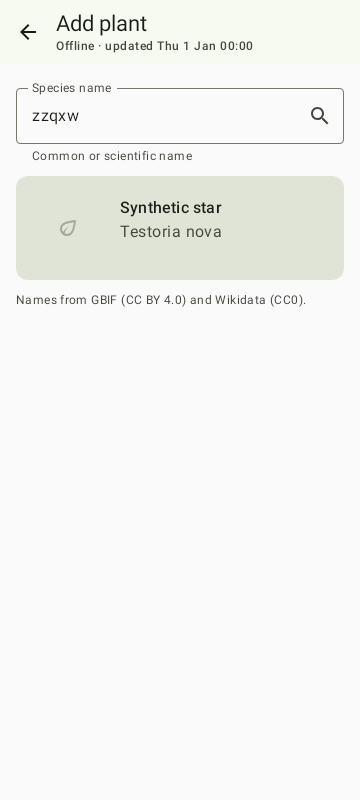 Add plant
Offline · updated Thu 1 Jan 00:00
Species name
zzqxw
Common or scientific name
Synthetic star
Testoria nova
Names from GBIF (CC BY 4.0) and Wikidata (CC0).